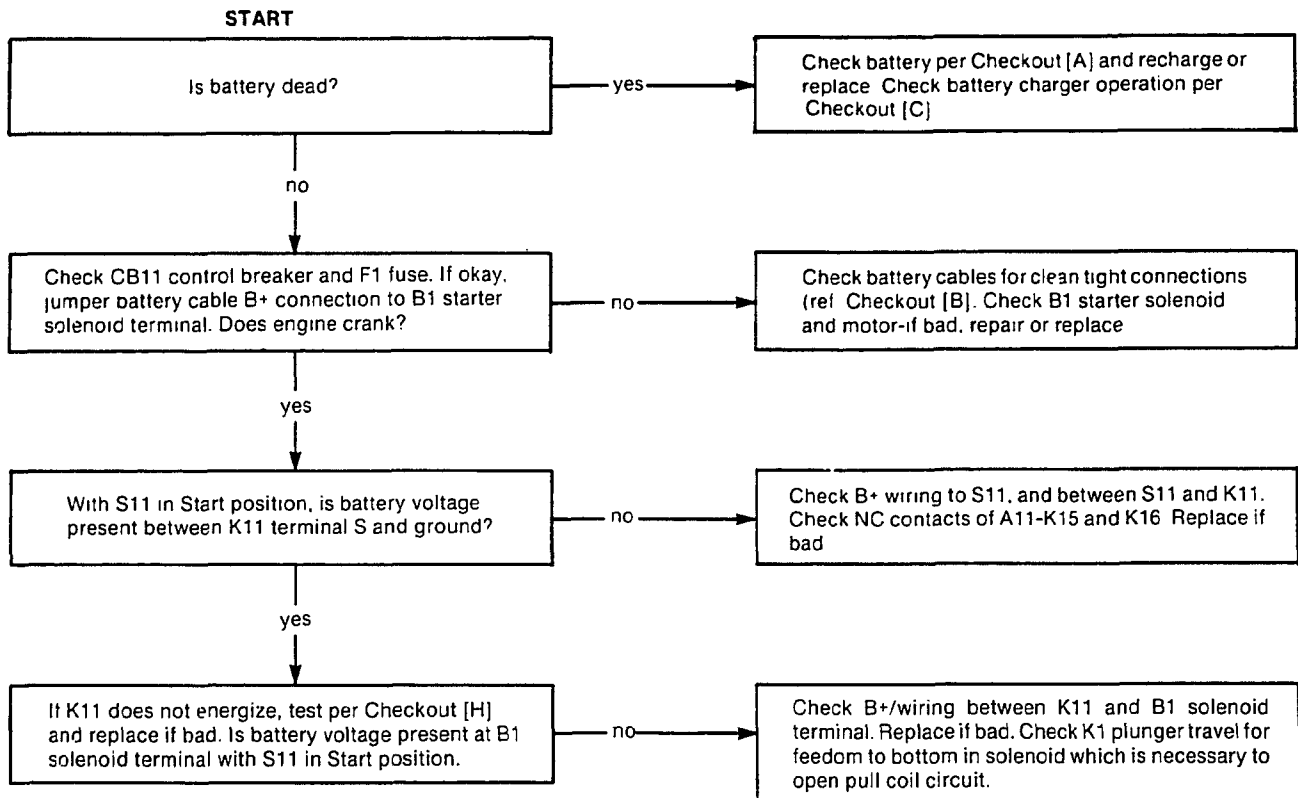 START
Is battery dead?
yes
Check battery per Checkout [A] and recharge or
replace Check battery charger operation per
Checkout [C]
no
Check CB11 control breaker and F1 fuse. If okay,
jumper battery cable B+ connection to B1 starter
solenoid terminal. Does engine crank?
no
Check battery cables for clean tight connections
(ref Checkout [B]. Check B1 starter solenoid
and motor-if bad, repair or replace
yes
With S11 in Start position, is battery voltage
present between K11 terminal S and ground?
no
Check B+ wiring to S11, and between S11 and K11.
Check NC contacts of A11-K15 and K16 Replace if
bad
yes
If K11 does not energize, test per Checkout [H]
and replace if bad. Is battery voltage present at B1
solenoid terminal with S11 in Start position.
no
Check B+/wiring between K11 and B1 solenoid
terminal. Replace if bad. Check K1 plunger travel for
feedom to bottom in solenoid which is necessary to
open pull coil circuit.